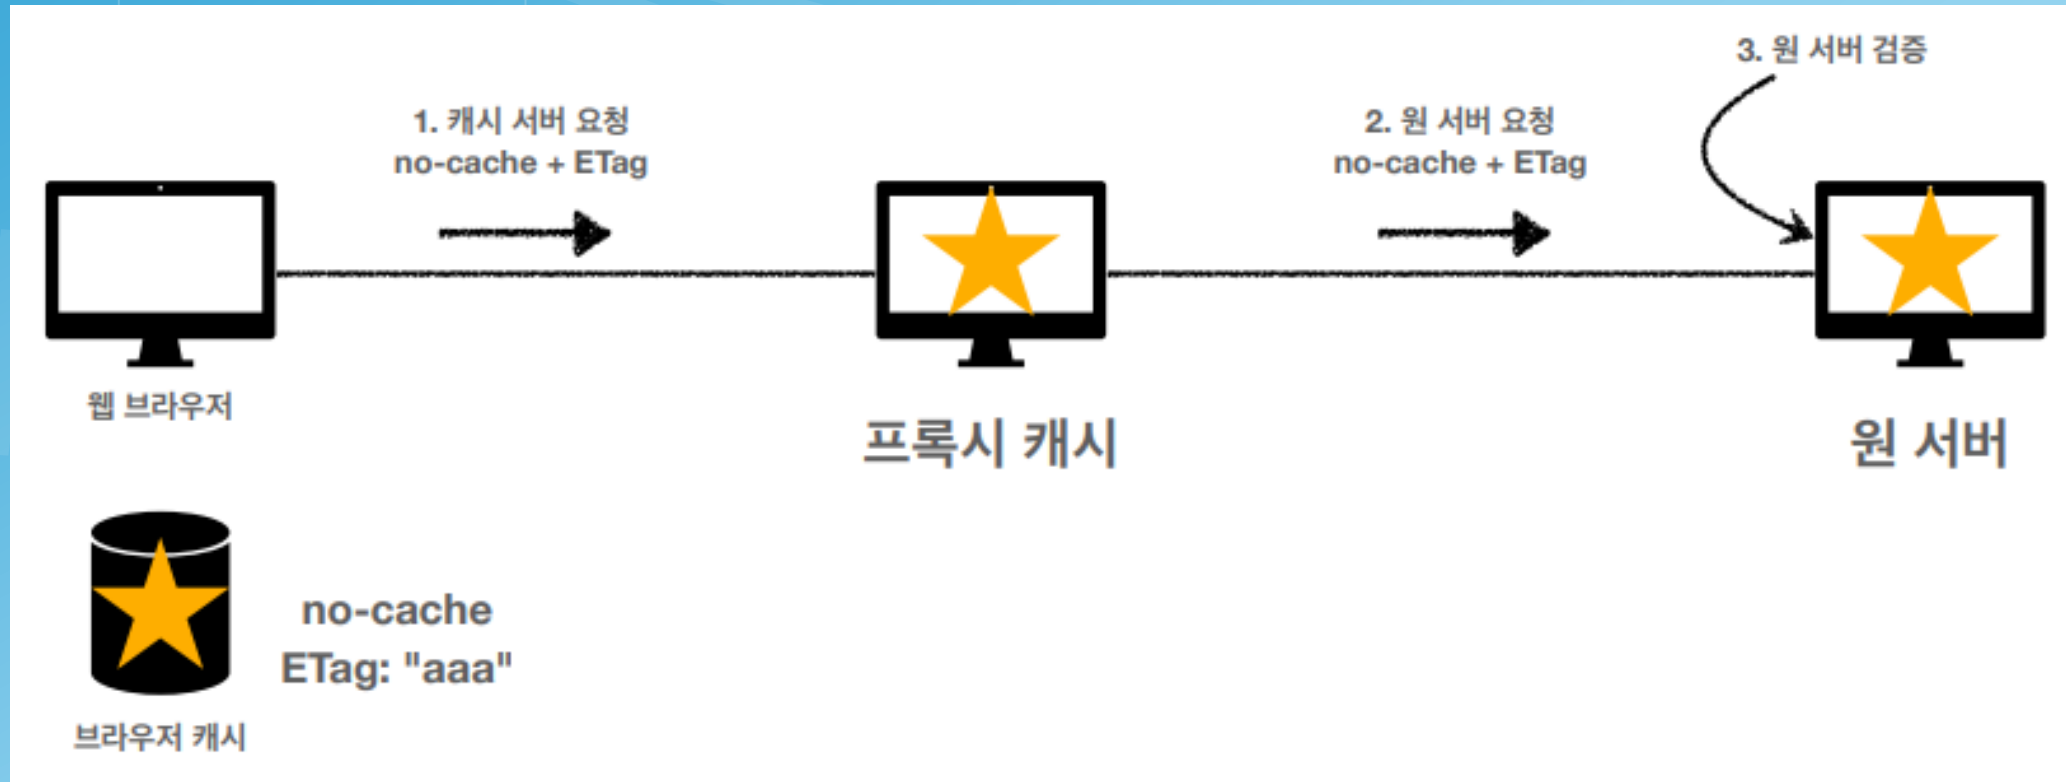 3. 원 서버 검증
1. 캐시 서버 요청
no-cache + ETag
2. 원 서버 요청
no-cache + ETag
웹 브라우저
프록시 캐시
원 서버
no-cache
ETag: "aaa"
브라우저 캐시